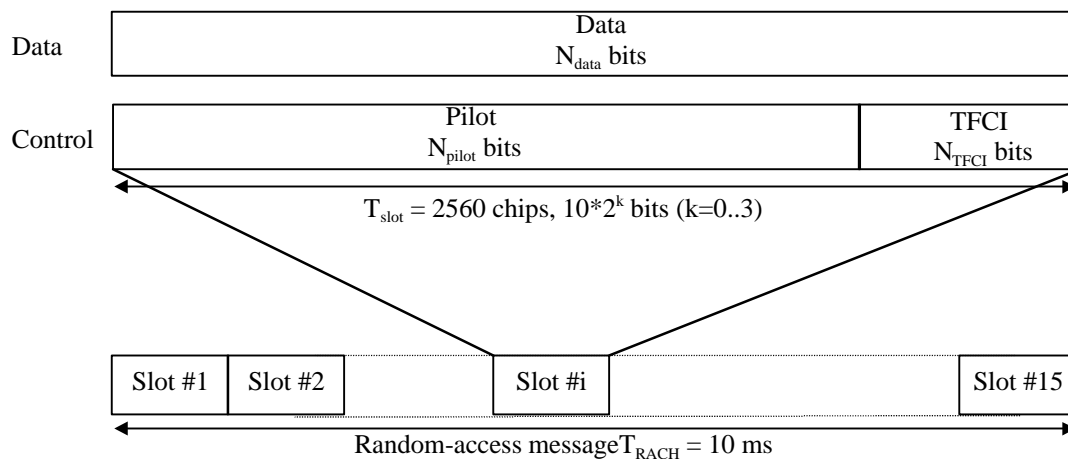 Data
Data
N_data bits
Control
Pilot
N_pilot bits
TFCI
N_TFCI bits
T_slot = 2560 chips, 10*2^k bits (k=0..3)
Slot #1
Slot #2
Slot #i
Slot #15
Random-access messageT_RACH = 10 ms